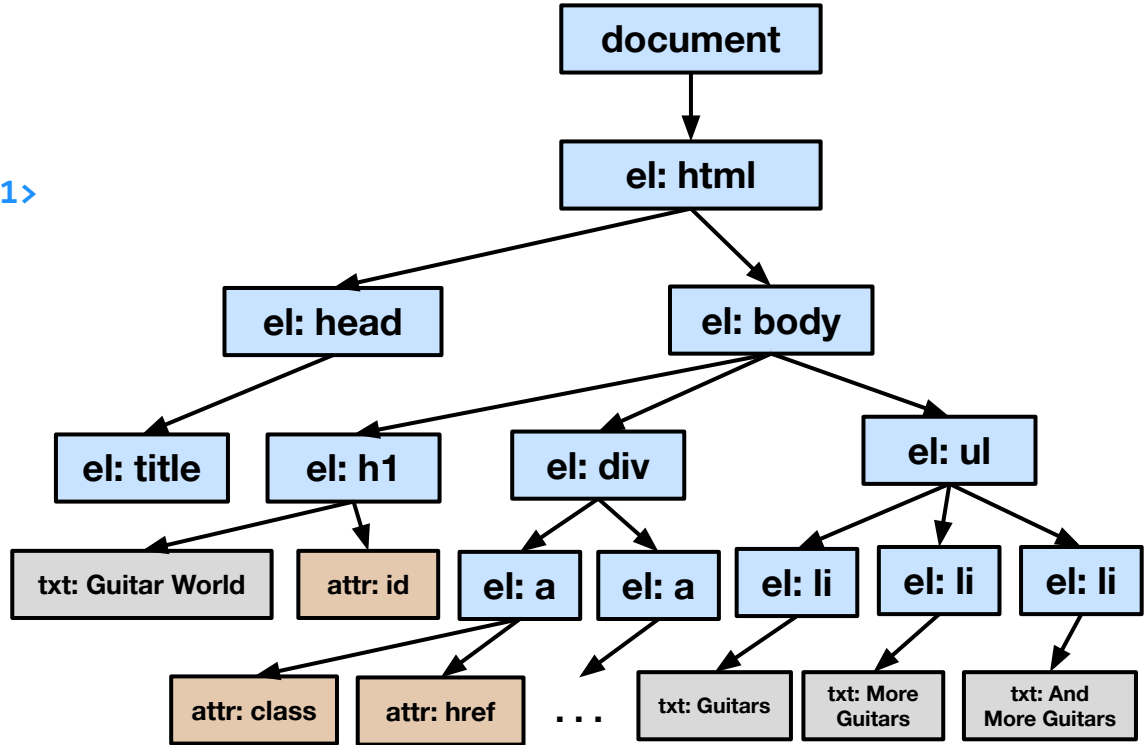 document
1>
el: html
el: head
el: body
el: title
el: h1
el: div
el: ul
txt: Guitar World
attr: id
el: a
el: a
el: li
el: li
el: li
attr: class
attr: href
...
txt: Guitars
txt: More
Guitars
txt: And
More Guitars